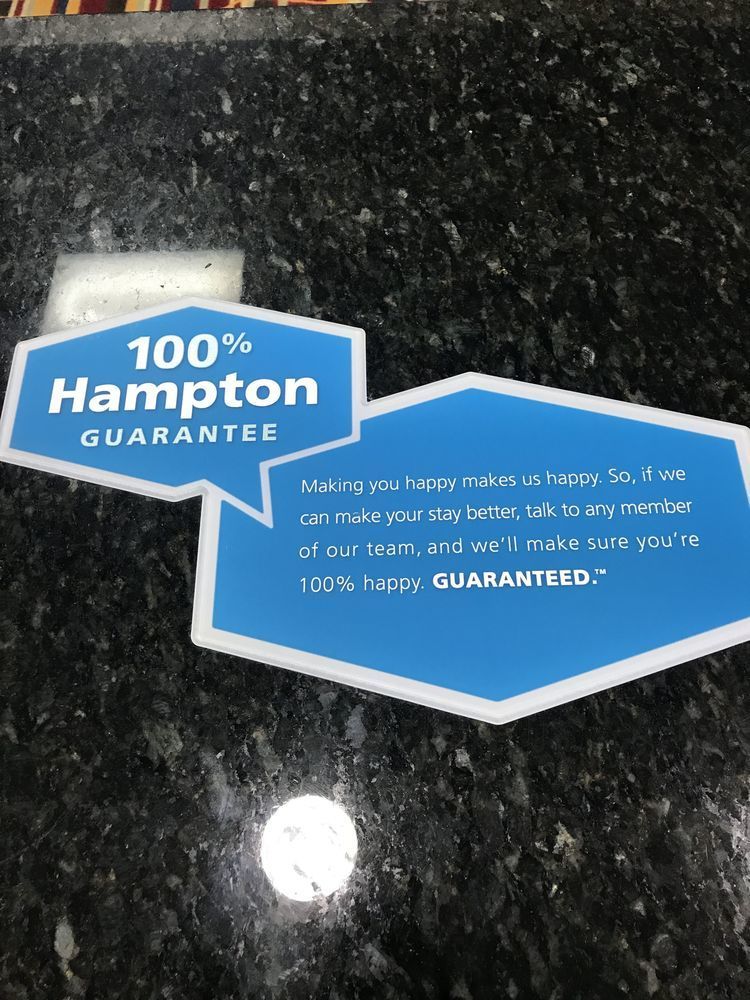 100%
Hampton
GUARANTEE
Making you happy makes us happy. So, if we
can make your stay better, talk to any member
of our team, and we'll make sure you're
100% happy. GUARANTEED.™